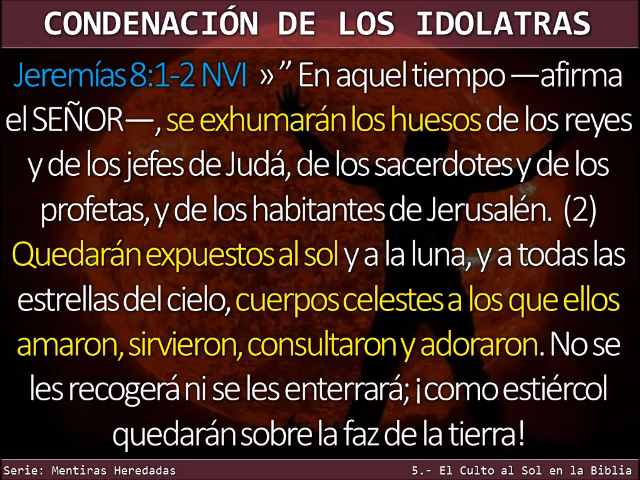 CONDENACIÓN DE LOS IDOLATRAS
Jeremías 8:1-2 NVI » ” En aquel tiempo —afirma
el SEÑOR—, se exhumarán los huesos de los reyes
y de los jefes de Judá, de los sacerdotes y de los
profetas, y de los habitantes de Jerusalén. (2)
Quedarán expuestos al sol y a la luna, y a todas las
estrellas del cielo, cuerpos celestes a los que ellos
amaron, sirvieron, consultaron y adoraron. No se
les recogerá ni se les enterrará; ¡como estiércol
quedarán sobre la faz de la tierra!
Serie: Mentiras Heredadas
5.- El Culto al Sol en la Biblia